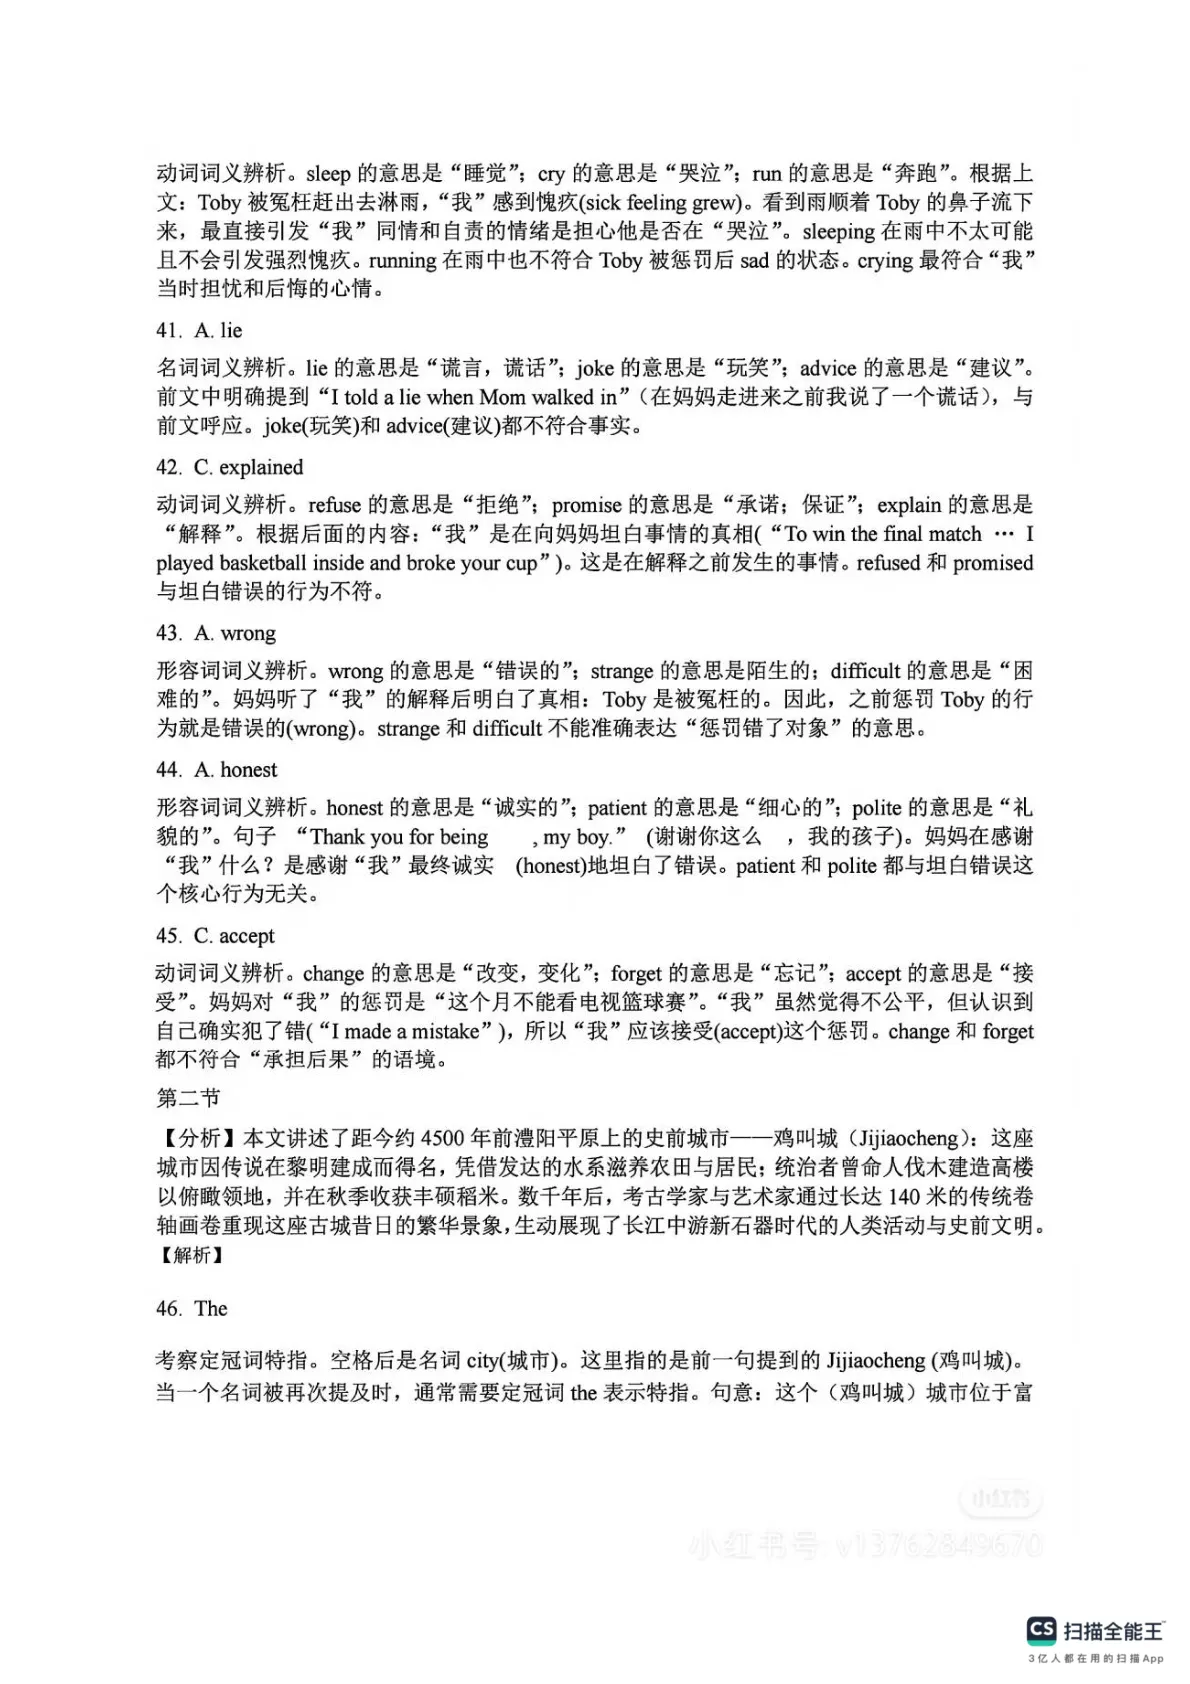 动词词义辨析。sleep 的意思是“睡觉”；cry 的意思是“哭泣”；run 的意思是“奔跑”。根据上
文：Toby 被冤枉赶出去淋雨，“我”感到愧疚(sick feeling grew)。看到雨顺着 Toby 的鼻子流下
来，最直接引发“我”同情和自责的情绪是担心他是否在“哭泣”。sleeping 在雨中不太可能
且不会引发强烈愧疚。running 在雨中也不符合 Toby 被惩罚后 sad 的状态。crying 最符合“我”
当时担忧和后悔的心情。
41. A. lie
名词词义辨析。lie 的意思是“谎言，谎话”；joke 的意思是“玩笑”；advice 的意思是“建议”。
前文中明确提到“I told a lie when Mom walked in”（在妈妈走进来之前我说了一个谎话），与
前文呼应。joke(玩笑)和 advice(建议)都不符合事实。
42. C. explained
动词词义辨析。refuse 的意思是“拒绝”；promise 的意思是“承诺；保证”；explain 的意思是
“解释”。根据后面的内容：“我”是在向妈妈坦白事情的真相(“To win the final match … I
played basketball inside and broke your cup”)。这是在解释之前发生的事情。refused 和 promised
与坦白错误的行为不符。
43. A. wrong
形容词词义辨析。wrong 的意思是“错误的”；strange 的意思是陌生的；difficult 的意思是“困
难的”。妈妈听了“我”的解释后明白了真相：Toby 是被冤枉的。因此，之前惩罚 Toby 的行
为就是错误的(wrong)。strange 和 difficult 不能准确表达“惩罚错了对象”的意思。
44. A. honest
形容词词义辨析。honest 的意思是“诚实的”；patient 的意思是“细心的”；polite 的意思是“礼
貌的”。句子 “Thank you for being , my boy.” (谢谢你这么 ，我的孩子)。妈妈在感谢
“我”什么？是感谢“我”最终诚实 (honest)地坦白了错误。patient 和 polite 都与坦白错误这
个核心行为无关。
45. C. accept
动词词义辨析。change 的意思是“改变，变化”；forget 的意思是“忘记”；accept 的意思是“接
受”。妈妈对“我”的惩罚是“这个月不能看电视篮球赛”。“我”虽然觉得不公平，但认识到
自己确实犯了错(“I made a mistake”)，所以“我”应该接受(accept)这个惩罚。change 和 forget
都不符合“承担后果”的语境。
第二节
【分析】本文讲述了距今约 4500 年前澧阳平原上的史前城市——鸡叫城（Jijiaocheng）：这座
城市因传说在黎明建成而得名，凭借发达的水系滋养农田与居民；统治者曾命人伐木建造高楼
以俯瞰领地，并在秋季收获丰硕稻米。数千年后，考古学家与艺术家通过长达 140 米的传统卷
轴画卷重现这座古城昔日的繁华景象，生动展现了长江中游新石器时代的人类活动与史前文明。
【解析】
46. The
考察定冠词特指。空格后是名词 city(城市)。这里指的是前一句提到的 Jijiaocheng (鸡叫城)。
当一个名词被再次提及时，通常需要定冠词 the 表示特指。句意：这个（鸡叫城）城市位于富
小红书
小红书号: v13762849670
CS 扫描全能王
3亿人都在用的扫描App